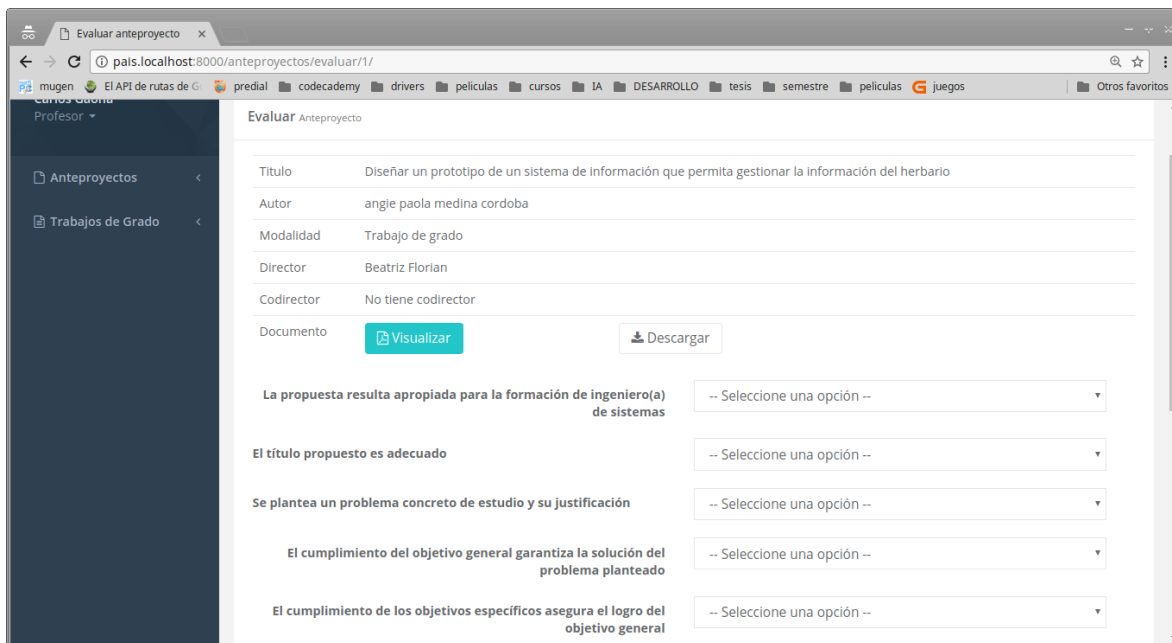 Evaluar anteproyecto
pais.localhost:8000/anteproyectos/evaluar/1/
mugen El API de rutas de G predial codecademy drivers peliculas cursos IA DESARROLLO tesis semestre peliculas juegos Otros favoritos
Carlos Gaona
Profesor
Evaluar Anteproyecto
Anteproyectos
Trabajos de Grado
Titulo Diseñar un prototipo de un sistema de información que permita gestionar la información del herbario
Autor angie paola medina cordoba
Modalidad Trabajo de grado
Director Beatriz Florian
Codirector No tiene codirector
Documento Visualizar Descargar
La propuesta resulta apropiada para la formación de ingeniero(a)
de sistemas
-- Seleccione una opción --
El título propuesto es adecuado -- Seleccione una opción --
Se plantea un problema concreto de estudio y su justificación -- Seleccione una opción --
El cumplimiento del objetivo general garantiza la solución del
problema planteado
-- Seleccione una opción --
El cumplimiento de los objetivos específicos asegura el logro del
objetivo general
-- Seleccione una opción --